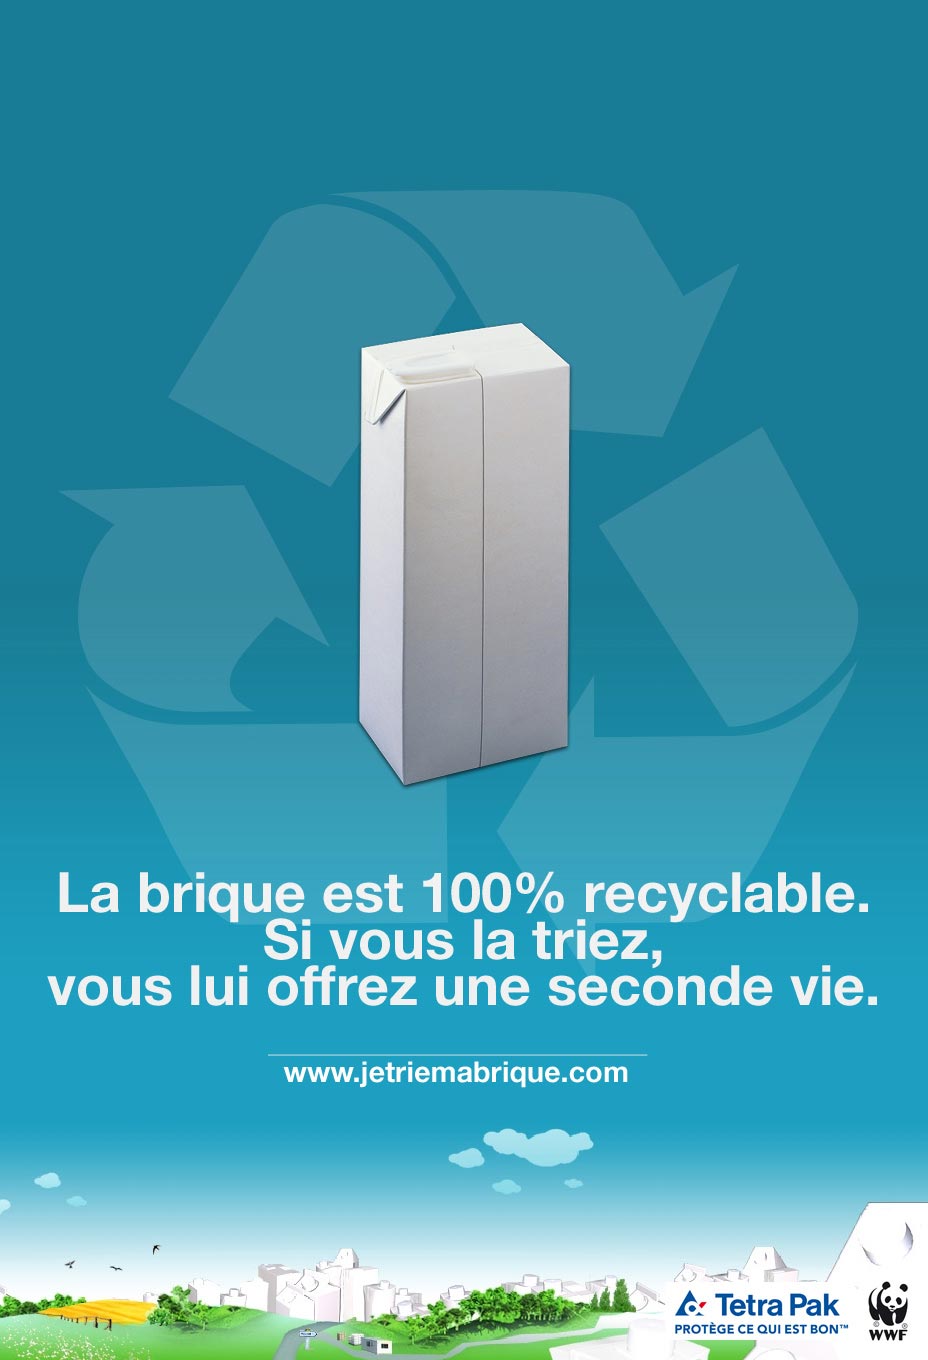 La brique est 100% recyclable.
Si vous la triez,
vous lui offrez une seconde vie.
www.jetriemabrique.com
Tetra Pak
PROTÈGE CE QUI EST BON™
WWF